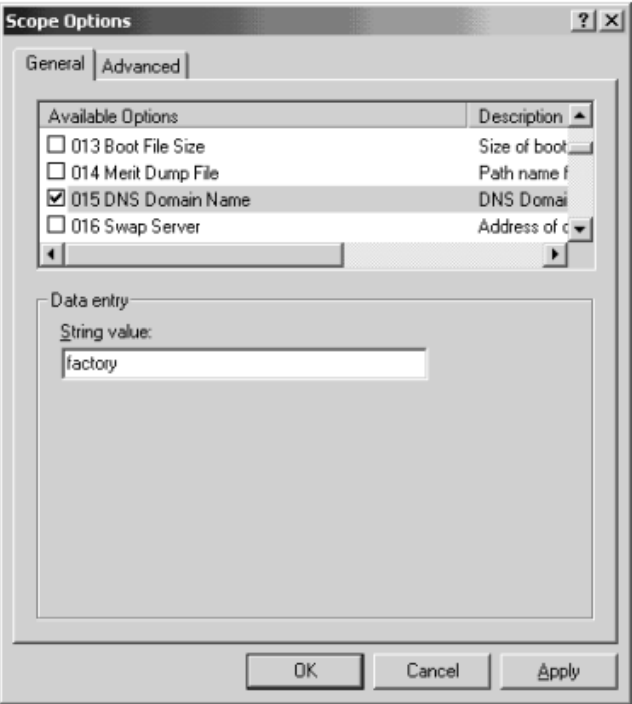 Scope Options
General
Advanced
Available Options
Description
013 Boot File Size
Size of boot
014 Merit Dump File
Path name f
015 DNS Domain Name
DNS Domai
016 Swap Server
Address of c
Data entry
String value:
factory
OK
Cancel
Apply